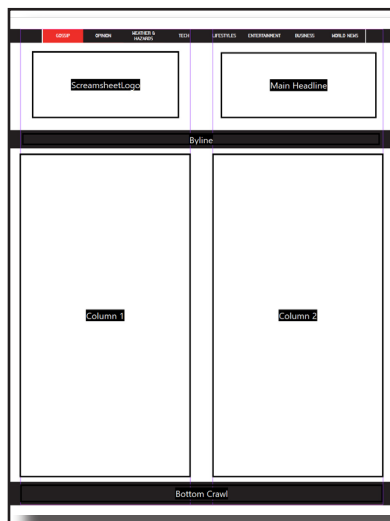 GOSSIP OPINION WEATHER & HAZARDS TECH LIFESTYLES ENTERTAINMENT BUSINESS WORLD NEWS
ScreamsheetLogo
Main Headline
Byline
Column 1
Column 2
Bottom Crawl